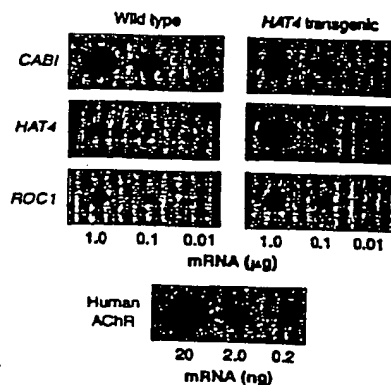 Wild type HAT4 transgenic
CABI
HAT4
ROC1
1.0 0.1 0.01 1.0 0.1 0.01
mRNA (μg)
Human
AChR
20 2.0 0.2
mRNA (ng)